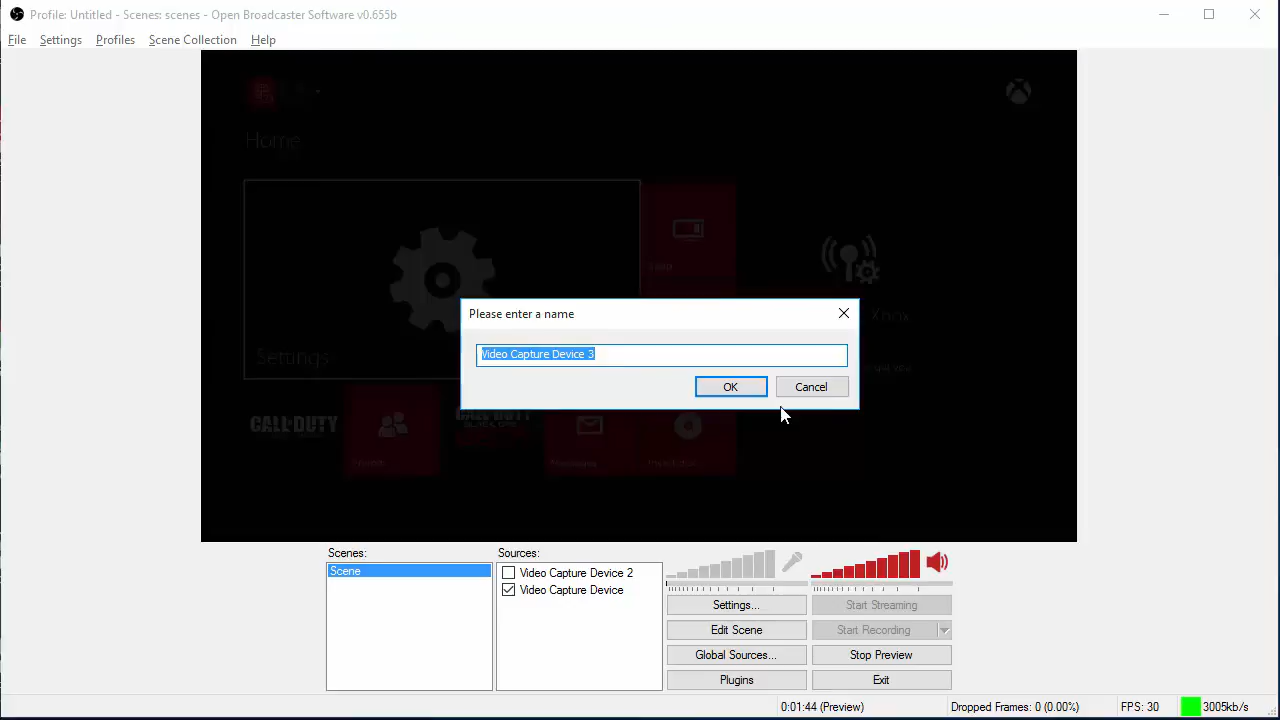 Profile: Untitled - Scenes: scenes - Open Broadcaster Software v0.655b
File Settings Profiles Scene Collection Help
Home
Settings
Please enter a name
Video Capture Device 3
OK Cancel
CALL OF DUTY
Scenes:
Scene
Sources:
Video Capture Device 2
Video Capture Device
Settings... Start Streaming
Edit Scene Start Recording
Global Sources... Stop Preview
Plugins Exit
0:01:44 (Preview) Dropped Frames: 0 (0.00%) FPS: 30 3005kb/s